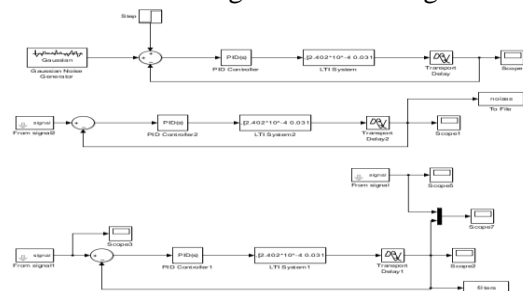 Step
Gaussian
Gaussian Noise
Generator
PID(s)
PID Controller
[2.402*10^-4 0.031
LTI System
Transport
Delay
Scope
signal
From signal2
PID(s)
PID Controller2
[2.402*10^-4 0.031
LTI System2
Transport
Delay2
Scope1
To File
signal
From signal
Scope5
Scope7
signal
From signal1
Scope3
PID(s)
PID Controller1
[2.402*10^-4 0.031
LTI System1
Transport
Delay1
Scope2